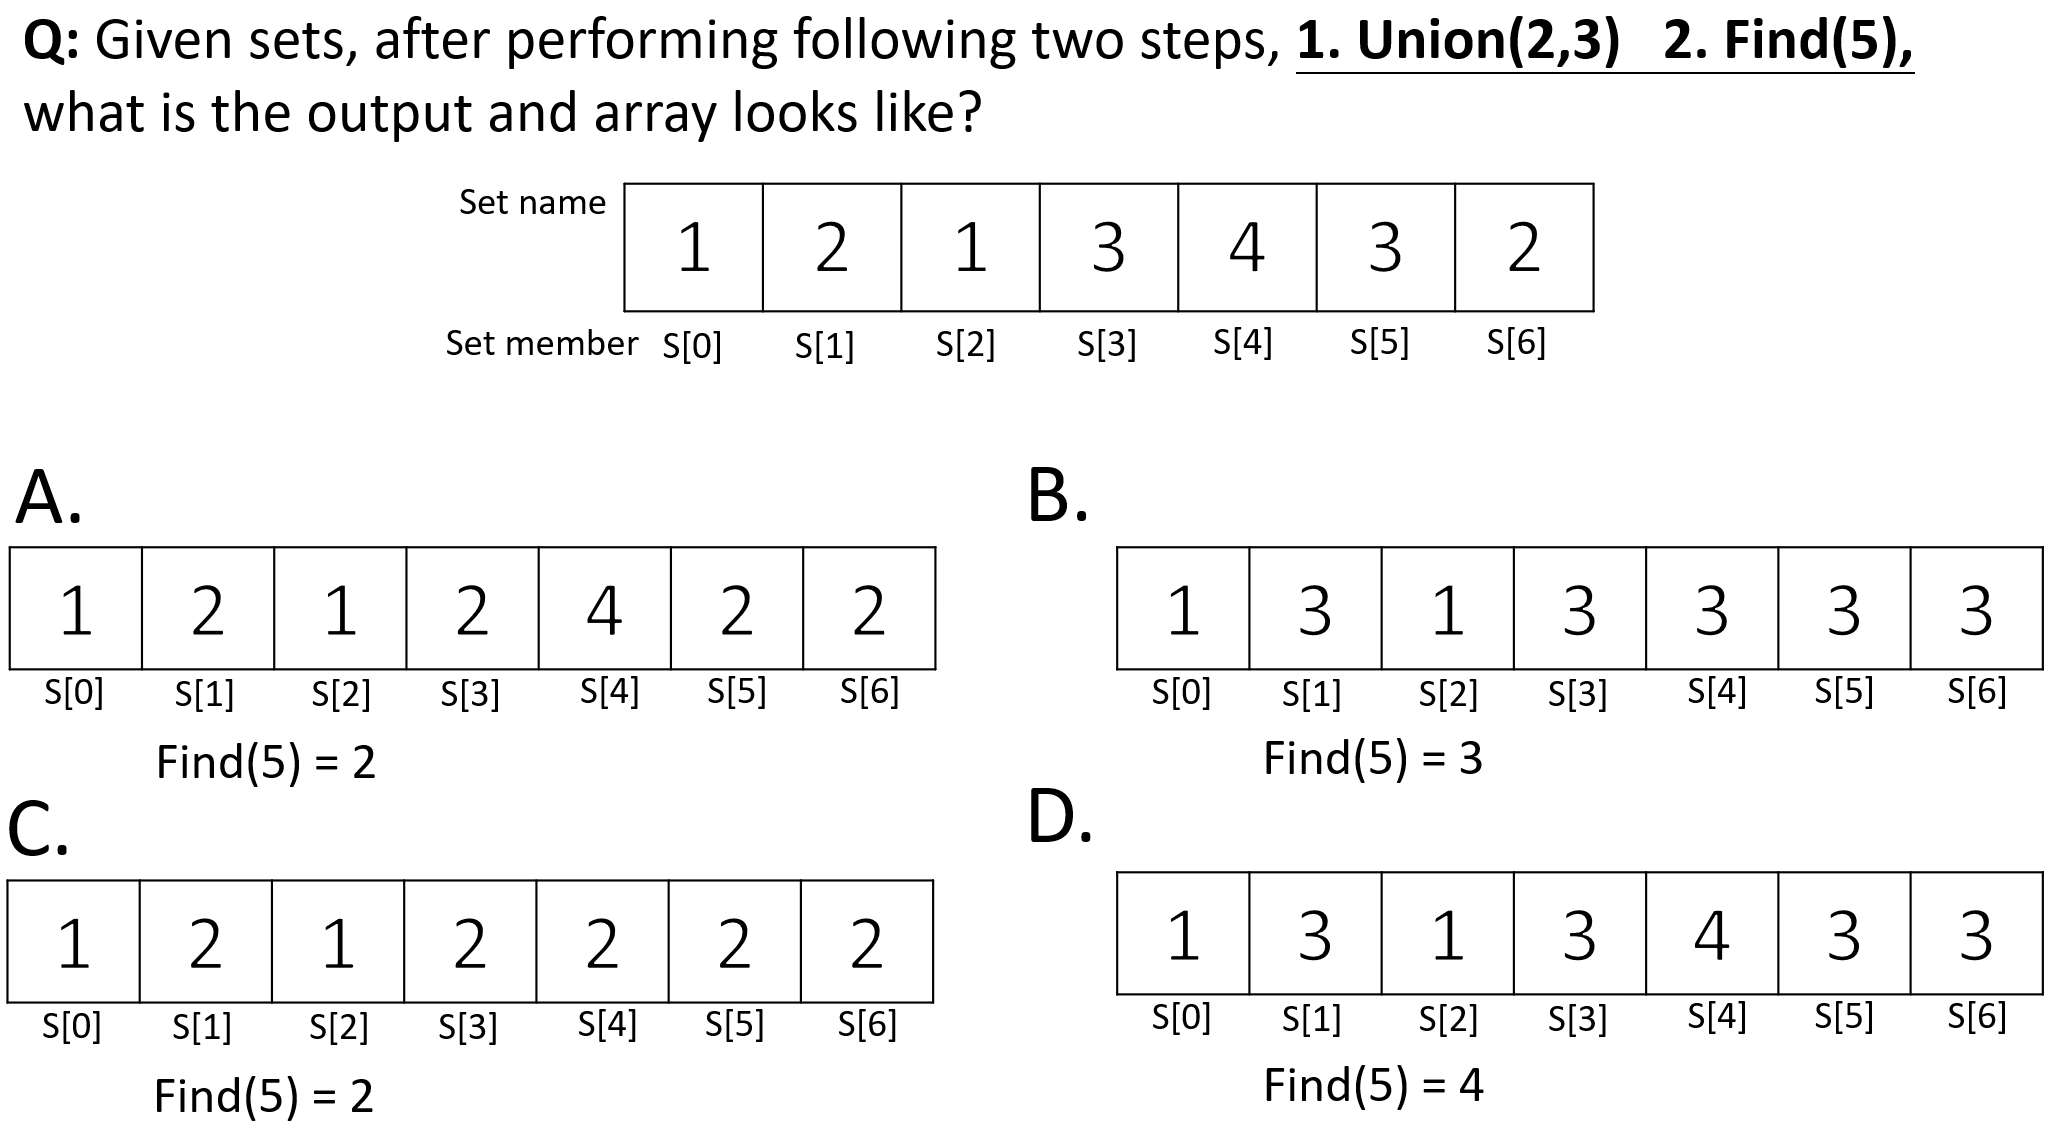 Q: Given sets, after performing following two steps, 1. Union(2,3) 2. Find(5),
what is the output and array looks like?
Set name 1 2 1 3 4 3 2
Set member S[0] S[1] S[2] S[3] S[4] S[5] S[6]
A.
1 2 1 2 4 2 2
S[0] S[1] S[2] S[3] S[4] S[5] S[6]
Find(5) = 2
B.
1 3 1 3 3 3 3
S[0] S[1] S[2] S[3] S[4] S[5] S[6]
Find(5) = 3
C.
1 2 1 2 2 2 2
S[0] S[1] S[2] S[3] S[4] S[5] S[6]
Find(5) = 2
D.
1 3 1 3 4 3 3
S[0] S[1] S[2] S[3] S[4] S[5] S[6]
Find(5) = 4